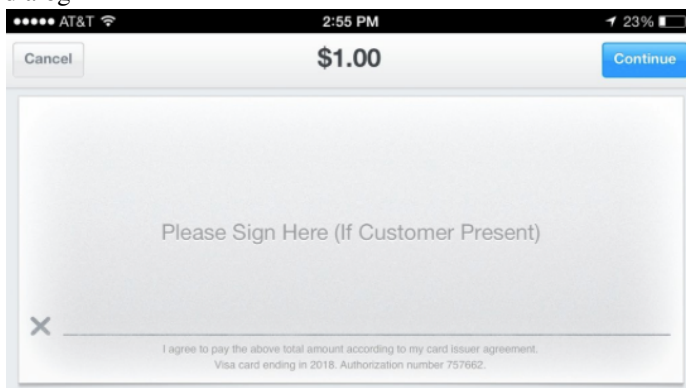 dialog
AT&T 2:55 PM 23%
Cancel $1.00 Continue
Please Sign Here (If Customer Present)
I agree to pay the above total amount according to my card issuer agreement.
Visa card ending in 2018. Authorization number 757662.